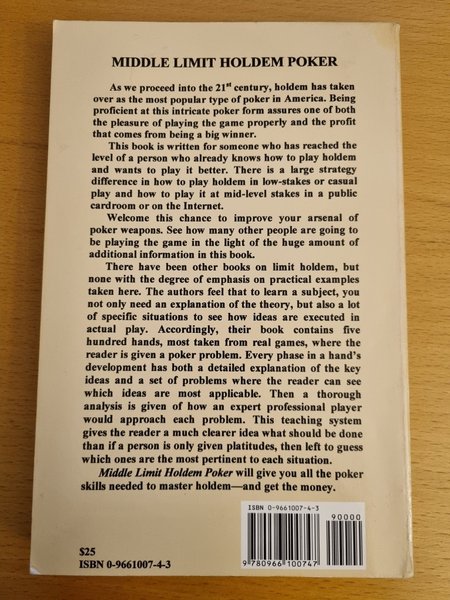 MIDDLE LIMIT HOLDEM POKER
As we proceed into the 21st century, holdem has taken
over as the most popular type of poker in America. Being
proficient at this intricate poker form assures one of both
the pleasure of playing the game properly and the profit
that comes from being a big winner.
This book is written for someone who has reached the
level of a person who already knows how to play holdem
and wants to play it better. There is a large strategy
difference in how to play holdem in low-stakes or casual
play and how to play it at mid-level stakes in a public
cardroom or on the Internet.
Welcome this chance to improve your arsenal of
poker weapons. See how many other people are going to
be playing the game in the light of the huge amount of
additional information in this book.
There have been other books on limit holdem, but
none with the degree of emphasis on practical examples
taken here. The authors feel that to learn a subject, you
not only need an explanation of the theory, but also a lot
of specific situations to see how ideas are executed in
actual play. Accordingly, their book contains five
hundred hands, most taken from real games, where the
reader is given a poker problem. Every phase in a hand's
development has both a detailed explanation of the key
ideas and a set of problems where the reader can see
which ideas are most applicable. Then a thorough
analysis is given of how an expert professional player
would approach each problem. This teaching system
gives the reader a much clearer idea what should be done
than if a person is only given platitudes, then left to guess
which ones are the most pertinent to each situation.
Middle Limit Holdem Poker will give you all the poker
skills needed to master holdem—and get the money.
ISBN 0-9661007-4-3
90000
9 780966 100747
$25
ISBN 0-9661007-4-3